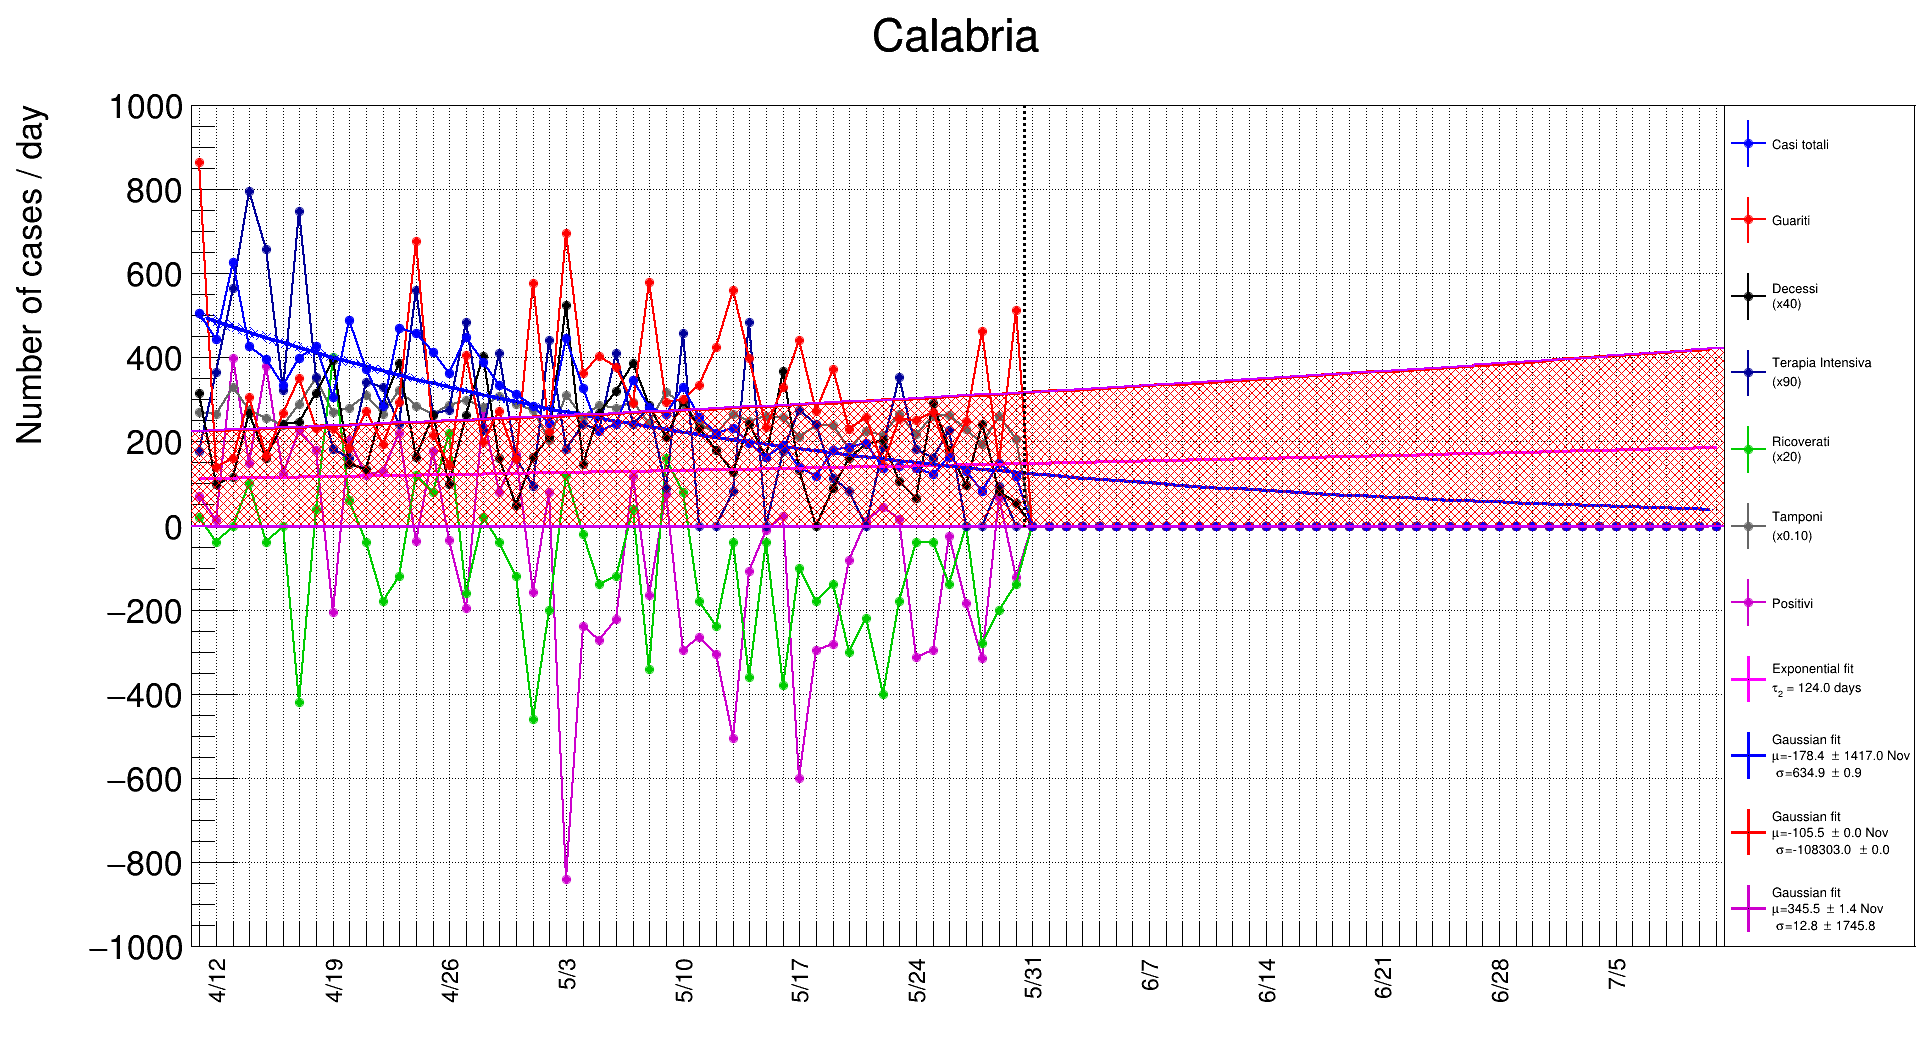 Calabria
Number of cases / day
1000
800
600
400
200
0
−200
−400
−600
−800
−1000
4/12
4/19
4/26
5/3
5/10
5/17
5/24
5/31
6/7
6/14
6/21
6/28
7/5
Casi totali
Guariti
Decessi
(x40)
Terapia Intensiva
(x90)
Ricoverati
(x20)
Tamponi
(x0.10)
Positivi
Exponential fit
τ2 = 124.0 days
Gaussian fit
μ=-178.4 ± 1417.0 Nov
σ=634.9 ± 0.9
Gaussian fit
μ=-105.5 ± 0.0 Nov
σ=-108303.0 ± 0.0
Gaussian fit
μ=345.5 ± 1.4 Nov
σ=12.8 ± 1745.8